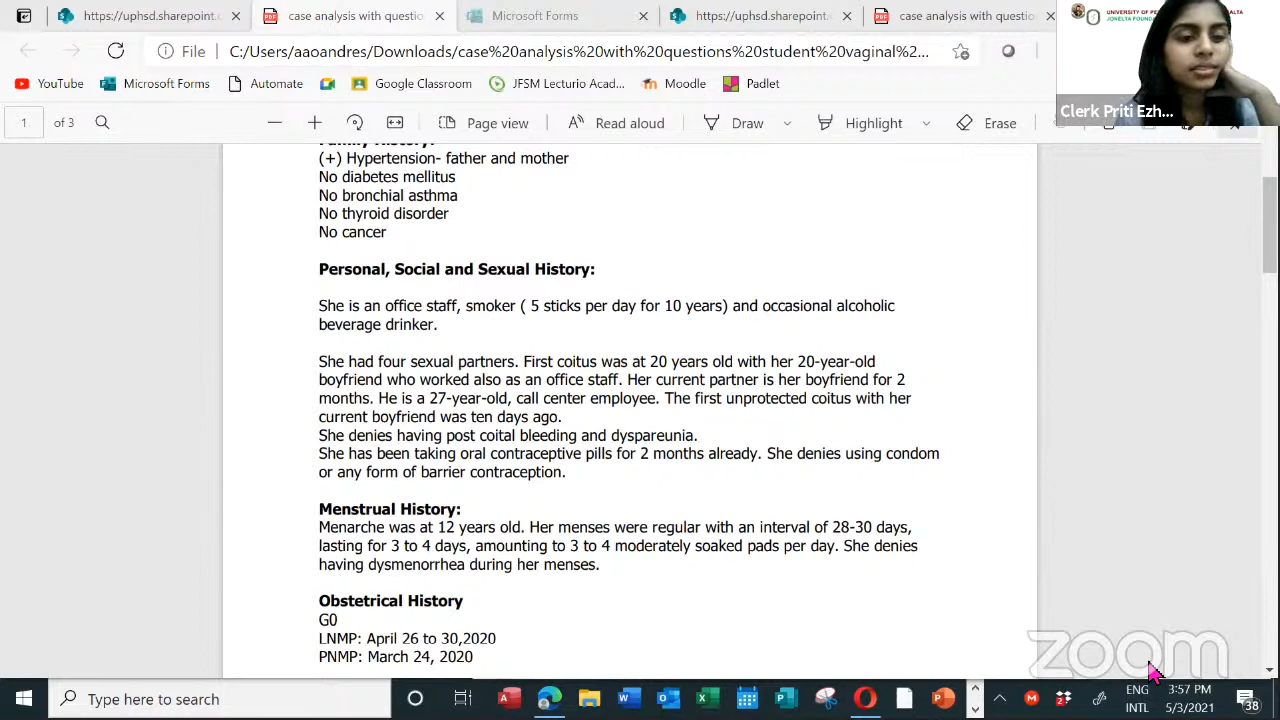 https://uphsd.sharepoint.c
case analysis with questio
Microsoft Forms
https://uphsd.sharepoint.
case analysis with questio
File
C:/Users/aaoandres/Downloads/case%20analysis%20with%20questions%20student%20vaginal%2...
YouTube
Microsoft Forms
Automate
Google Classroom
JFSM Lecturio Acad...
Moodle
Padlet
1 of 3
Page view
Read aloud
Draw
Highlight
Erase
Clerk Priti Ezh...
JONELTA FOUN
Family History:
(+) Hypertension- father and mother
No diabetes mellitus
No bronchial asthma
No thyroid disorder
No cancer
Personal, Social and Sexual History:
She is an office staff, smoker ( 5 sticks per day for 10 years) and occasional alcoholic
beverage drinker.
She had four sexual partners. First coitus was at 20 years old with her 20-year-old
boyfriend who worked also as an office staff. Her current partner is her boyfriend for 2
months. He is a 27-year-old, call center employee. The first unprotected coitus with her
current boyfriend was ten days ago.
She denies having post coital bleeding and dyspareunia.
She has been taking oral contraceptive pills for 2 months already. She denies using condom
or any form of barrier contraception.
Menstrual History:
Menarche was at 12 years old. Her menses were regular with an interval of 28-30 days,
lasting for 3 to 4 days, amounting to 3 to 4 moderately soaked pads per day. She denies
having dysmenorrhea during her menses.
Obstetrical History
G0
LNMP: April 26 to 30,2020
PNMP: March 24, 2020
zoom
Type here to search
ENG
INTL
3:57 PM
5/3/2021
38